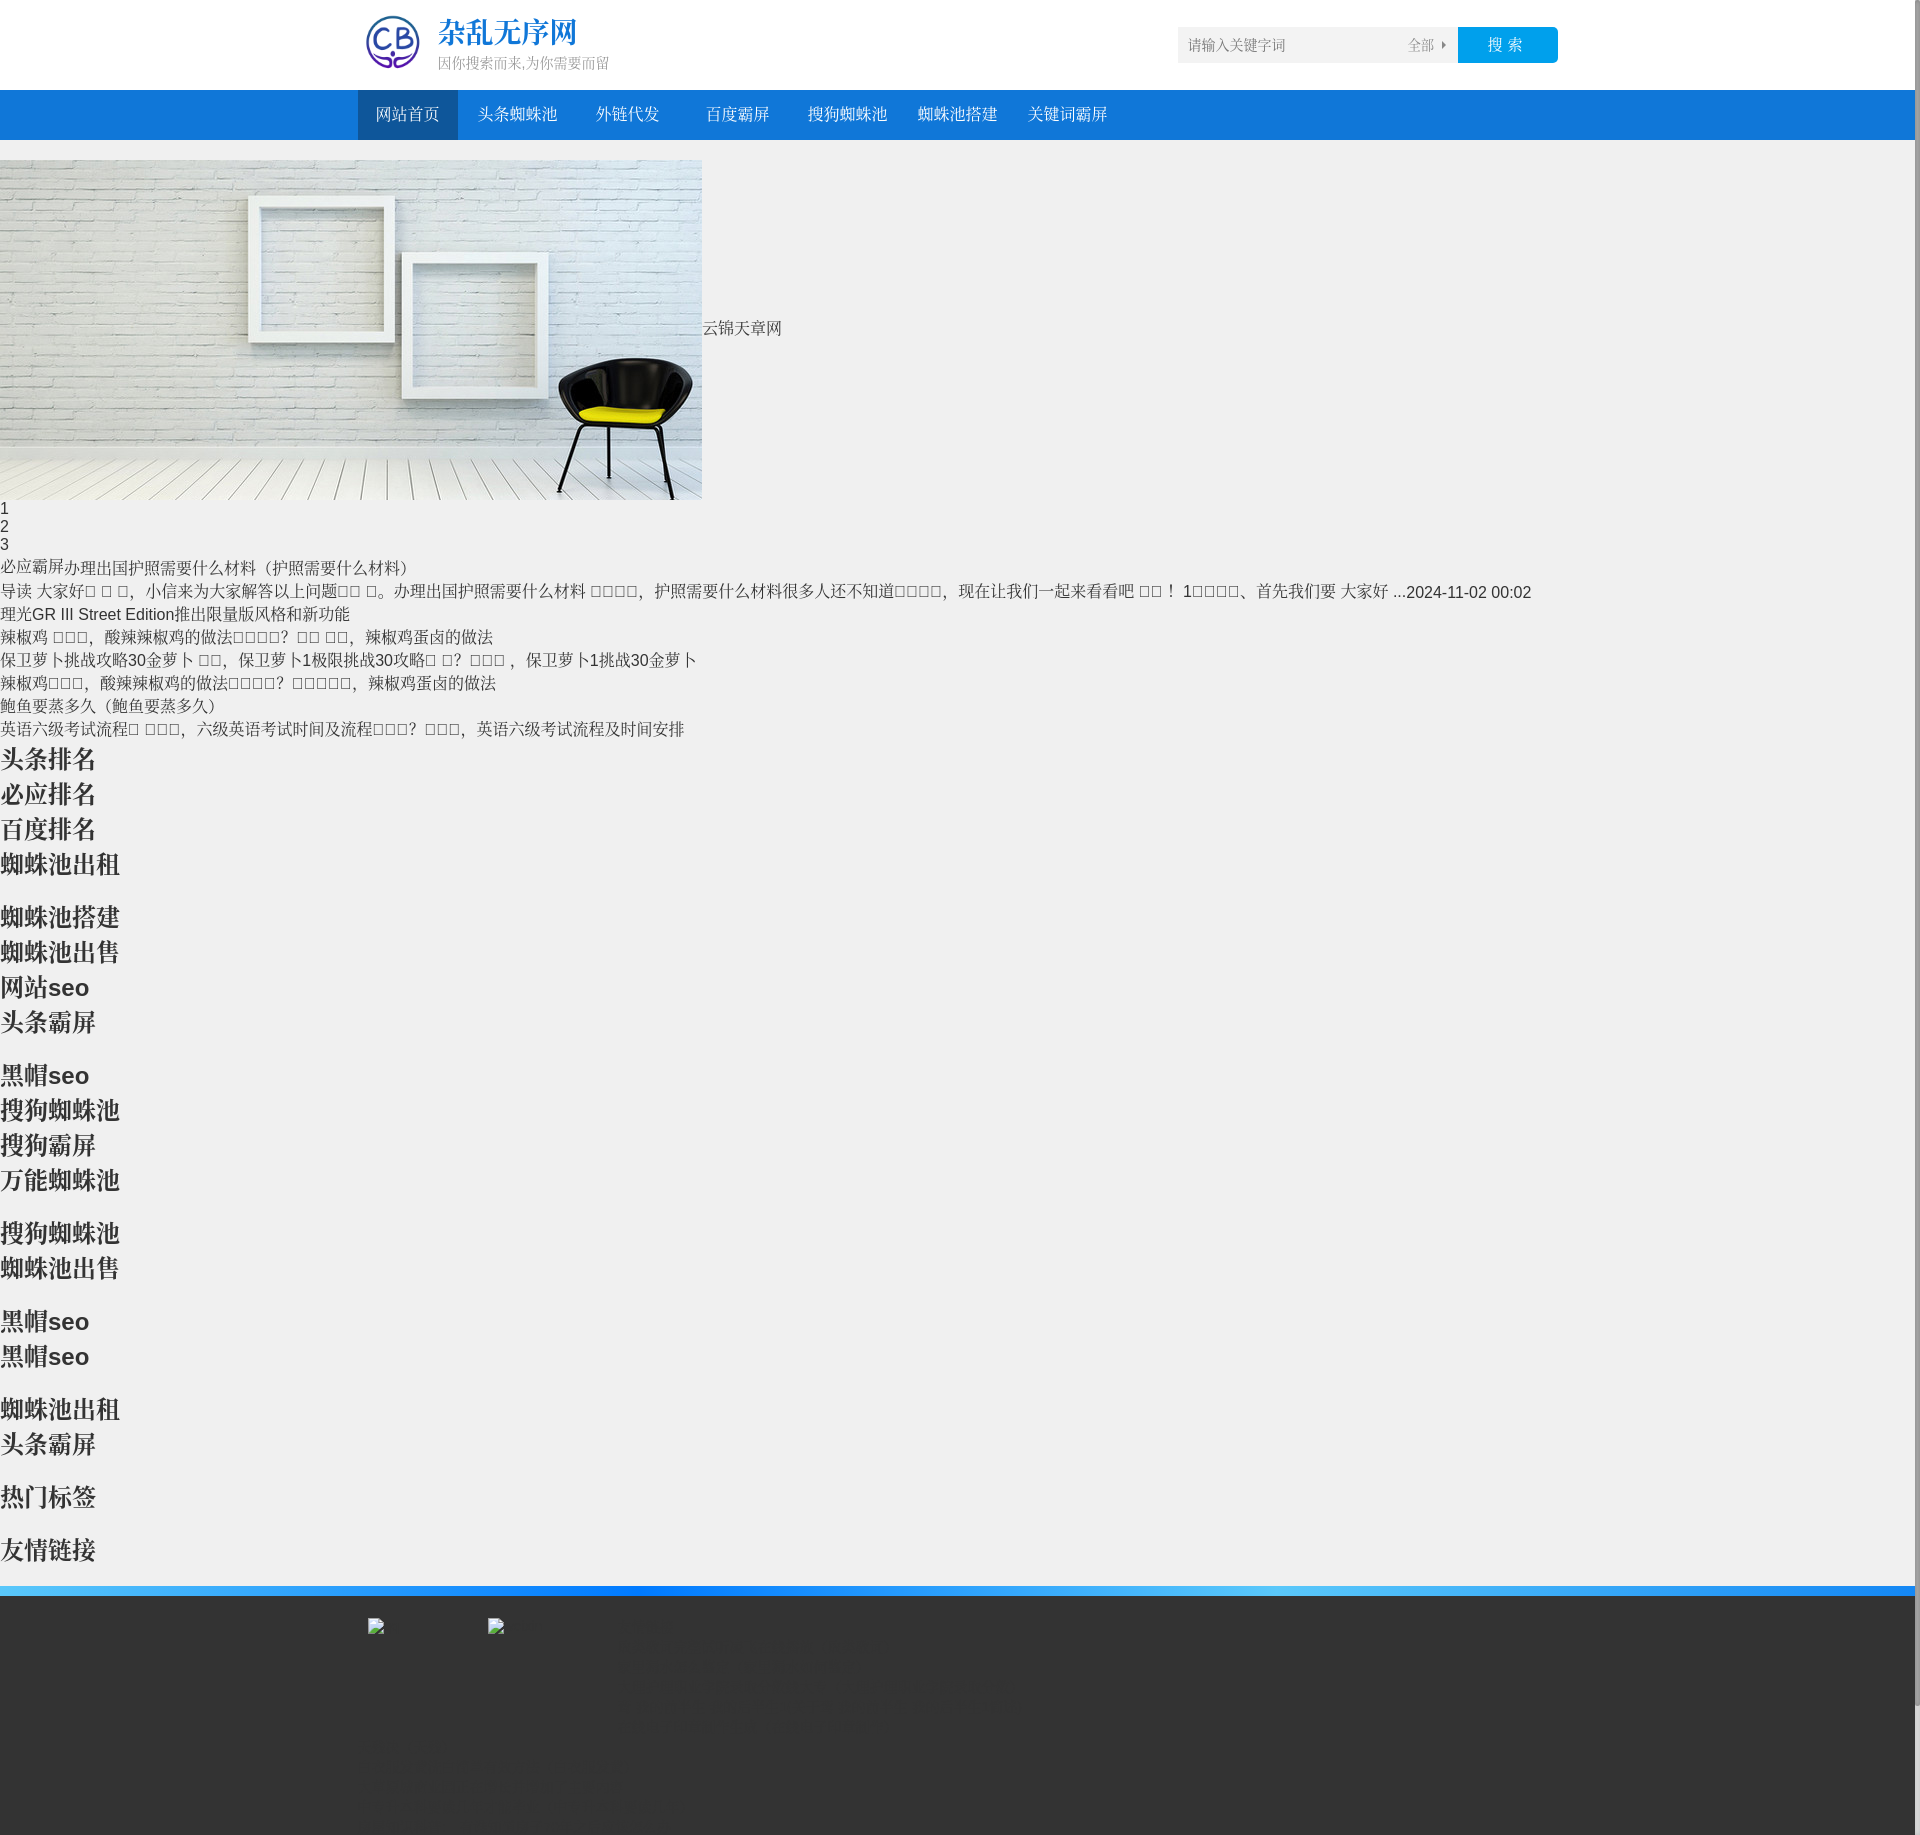 CB
杂乱无序网
因你搜索而来,为你需要而留
请输入关键字词 全部 搜 索
网站首页 头条蜘蛛池 外链代发 百度霸屏 搜狗蜘蛛池 蜘蛛池搭建 关键词霸屏
云锦天章网
1
2
3
必应霸屏办理出国护照需要什么材料（护照需要什么材料）
导读 大家好，小信来为大家解答以上问题。办理出国护照需要什么材料 ，护照需要什么材料很多人还不知道，现在让我们一起来看看吧 ！1、首先我们要 大家好 ...2024-11-02 00:02
理光GR III Street Edition推出限量版风格和新功能
辣椒鸡 ，酸辣辣椒鸡的做法？ ，辣椒鸡蛋卤的做法
保卫萝卜挑战攻略30金萝卜 ，保卫萝卜1极限挑战30攻略？ ，保卫萝卜1挑战30金萝卜
辣椒鸡，酸辣辣椒鸡的做法？，辣椒鸡蛋卤的做法
鲍鱼要蒸多久（鲍鱼要蒸多久）
英语六级考试流程 ，六级英语考试时间及流程？，英语六级考试流程及时间安排
头条排名
必应排名
百度排名
蜘蛛池出租
蜘蛛池搭建
蜘蛛池出售
网站seo
头条霸屏
黑帽seo
搜狗蜘蛛池
搜狗霸屏
万能蜘蛛池
搜狗蜘蛛池
蜘蛛池出售
黑帽seo
黑帽seo
蜘蛛池出租
头条霸屏
热门标签
友情链接